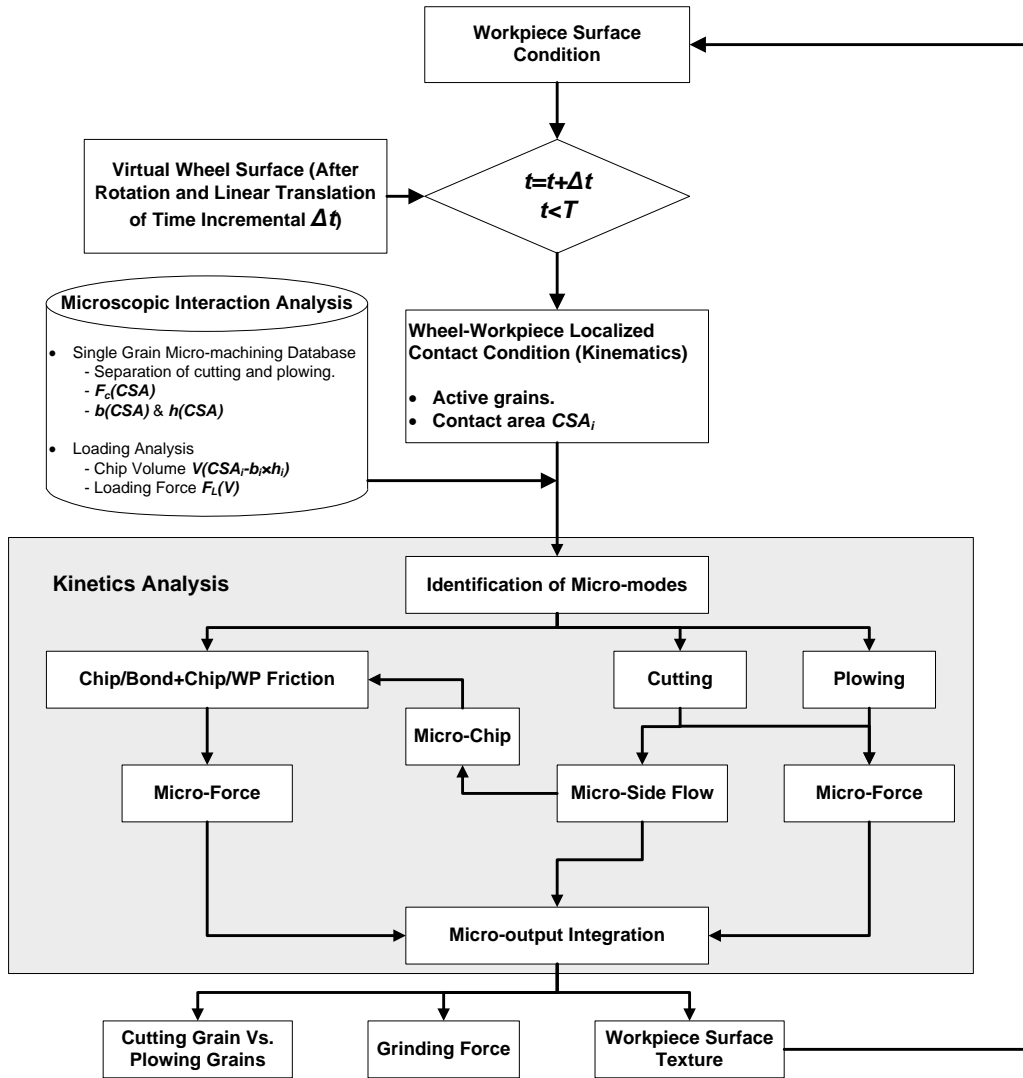 Workpiece Surface
Condition
Virtual Wheel Surface (After
Rotation and Linear Translation
of Time Incremental Δt)
t=t+Δt
t<T
Microscopic Interaction Analysis
• Single Grain Micro-machining Database
- Separation of cutting and plowing.
- Fc(CSA)
- b(CSA) & h(CSA)
• Loading Analysis
- Chip Volume V(CSAi-bi×hi)
- Loading Force FL(V)
Wheel-Workpiece Localized
Contact Condition (Kinematics)
• Active grains.
• Contact area CSAi
Kinetics Analysis
Identification of Micro-modes
Chip/Bond+Chip/WP Friction
Cutting
Plowing
Micro-Chip
Micro-Force
Micro-Side Flow
Micro-Force
Micro-output Integration
Cutting Grain Vs.
Plowing Grains
Grinding Force
Workpiece Surface
Texture